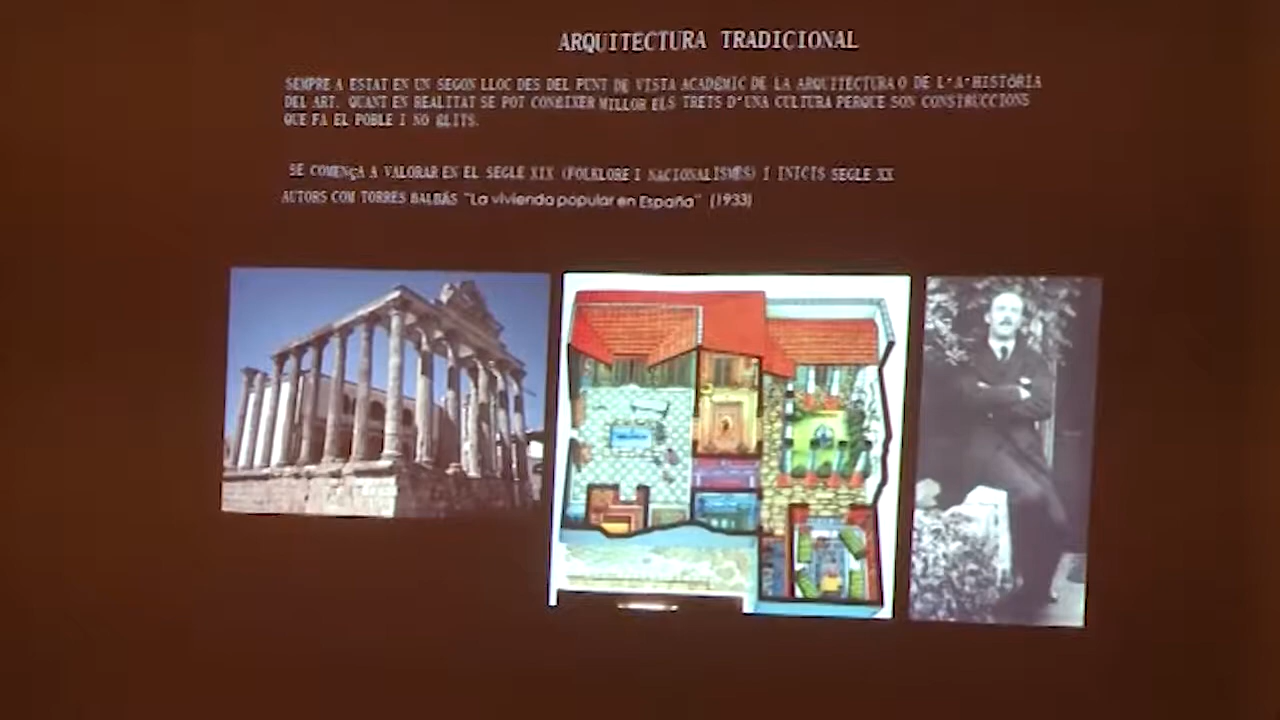 ARQUITECTURA TRADICIONAL
SEMPRE A ESTAT EN UN SEGON LLOC DES DEL PUNT DE VISTA ACADÈMIC DE LA ARQUITECTURA O DE L'A'HISTÒRIA
DEL ART. QUANT EN REALITAT SE POT CONEIXER MILLOR ELS TRETS D'UNA CULTURA PERQUE SON CONSTRUCCIONS
QUE FA EL POBLE I NO ELITS.
SE COMENÇA A VALORAR EN EL SEGLE XIX (FOLKLORE I NACIONALISMES) I INICIS SEGLE XX
AUTORS COM TORRES BALBÁS "La vivienda popular en España" (1933)